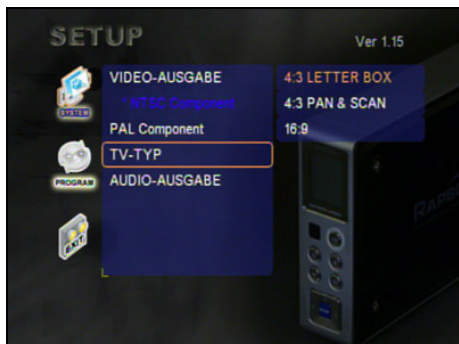 SETUP
Ver 1.15
SYSTEM
VIDEO-AUSGABE
* NTSC Component
PAL Component
TV-TYP
AUDIO-AUSGABE
4:3 LETTER BOX
4:3 PAN & SCAN
16:9
PROGRAM
EXIT